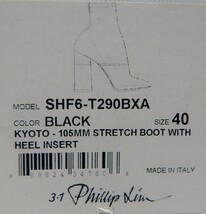 MODEL SHF6-T290BXA
COLOR BLACK SIZE 40
KYOTO - 105MM STRETCH BOOT WITH
HEEL INSERT
MADE IN ITALY
3·1 Phillip Lim